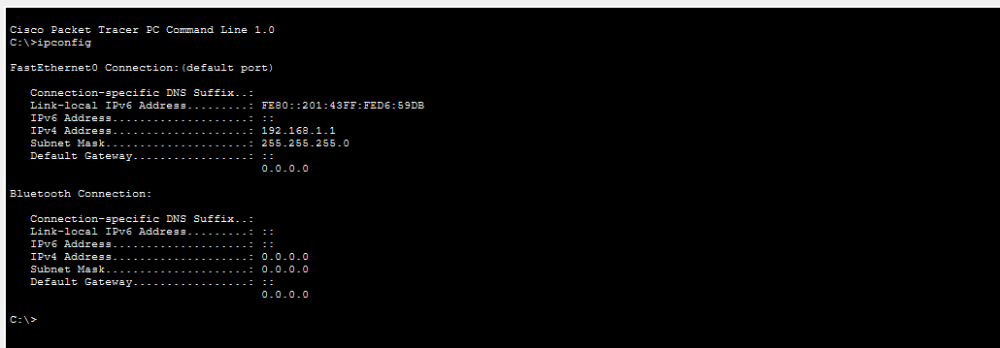 Cisco Packet Tracer PC Command Line 1.0
C:\>ipconfig
FastEthernet0 Connection:(default port)
Connection-specific DNS Suffix..:
Link-local IPv6 Address.........: FE80::201:43FF:FED6:59DB
IPv6 Address....................: ::
IPv4 Address....................: 192.168.1.1
Subnet Mask.....................: 255.255.255.0
Default Gateway.................: ::
0.0.0.0
Bluetooth Connection:
Connection-specific DNS Suffix..:
Link-local IPv6 Address.........: ::
IPv6 Address....................: ::
IPv4 Address....................: 0.0.0.0
Subnet Mask.....................: 0.0.0.0
Default Gateway.................: ::
0.0.0.0
C:\>